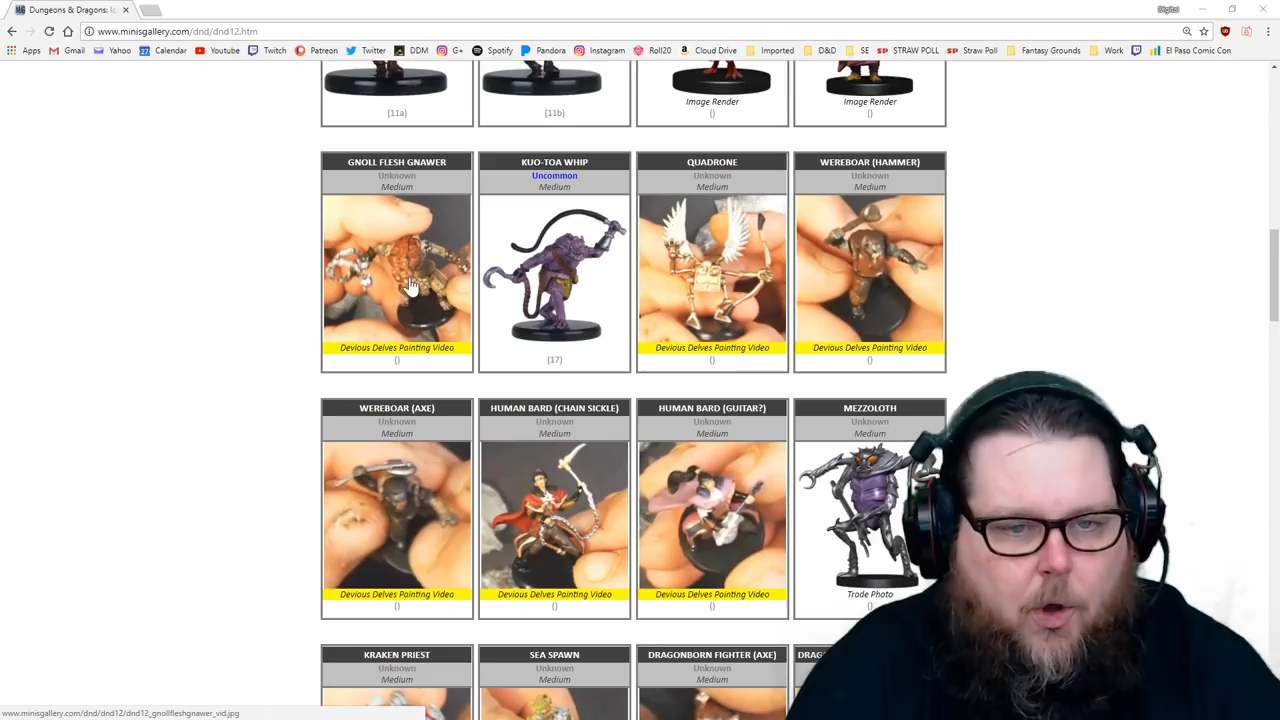 Dungeons & Dragons: Ic
Digital
www.minisgallery.com/dnd/dnd12.htm
Apps Gmail Yahoo Calendar Youtube Twitch Patreon Twitter DDM G+ Spotify Pandora Instagram Roll20 Cloud Drive Imported D&D SE STRAW POLL Straw Poll Fantasy Grounds Work El Paso Comic Con
Image Render Image Render
(11a) (11b) () ()
GNOLL FLESH GNAWER KUO-TOA WHIP QUADRONE WEREBOAR (HAMMER)
Unknown Uncommon Unknown Unknown
Medium Medium Medium Medium
Devious Delves Painting Video Devious Delves Painting Video Devious Delves Painting Video
() (17) () ()
WEREBOAR (AXE) HUMAN BARD (CHAIN SICKLE) HUMAN BARD (GUITAR?) MEZZOLOTH
Unknown Unknown Unknown Unknown
Medium Medium Medium Medium
Devious Delves Painting Video Devious Delves Painting Video Devious Delves Painting Video Trade Photo
() () () ()
KRAKEN PRIEST SEA SPAWN DRAGONBORN FIGHTER (AXE) DRAG
Unknown Unknown Unknown
Medium Medium Medium
www.minisgallery.com/dnd/dnd12/dnd12_gnollfleshgnawer_vid.jpg